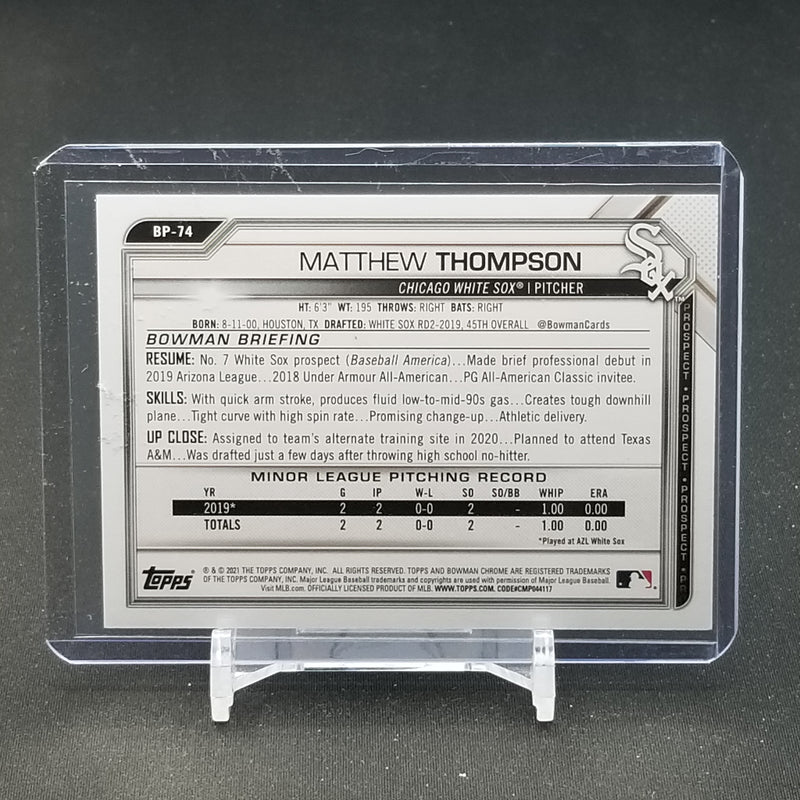 BP-74
MATTHEW THOMPSON
Sox
CHICAGO WHITE SOX® | PITCHER
TM
HT: 6'3" WT: 195 THROWS: RIGHT BATS: RIGHT
BORN: 8-11-00, HOUSTON, TX DRAFTED: WHITE SOX RD2-2019, 45TH OVERALL @BowmanCards
BOWMAN BRIEFING
RESUME: No. 7 White Sox prospect (Baseball America)...Made brief professional debut in
2019 Arizona League...2018 Under Armour All-American...PG All-American Classic invitee.
SKILLS: With quick arm stroke, produces fluid low-to-mid-90s gas...Creates tough downhill
plane...Tight curve with high spin rate...Promising change-up...Athletic delivery.
UP CLOSE: Assigned to team's alternate training site in 2020...Planned to attend Texas
A&M...Was drafted just a few days after throwing high school no-hitter.
MINOR LEAGUE PITCHING RECORD
YR G IP W-L SO SO/BB WHIP ERA
2019* 2 2 0-0 2 - 1.00 0.00
TOTALS 2 2 0-0 2 - 1.00 0.00
*Played at AZL White Sox
PROSPECT • PROSPECT • PROSPECT • PROSPECT • PR
Topps
® & © 2021 THE TOPPS COMPANY, INC. ALL RIGHTS RESERVED. TOPPS AND BOWMAN CHROME ARE REGISTERED TRADEMARKS
OF THE TOPPS COMPANY, INC. Major League Baseball trademarks and copyrights are used with permission of Major League Baseball.
Visit MLB.com. OFFICIALLY LICENSED PRODUCT OF MLB. WWW.TOPPS.COM. CODE#CMP044117